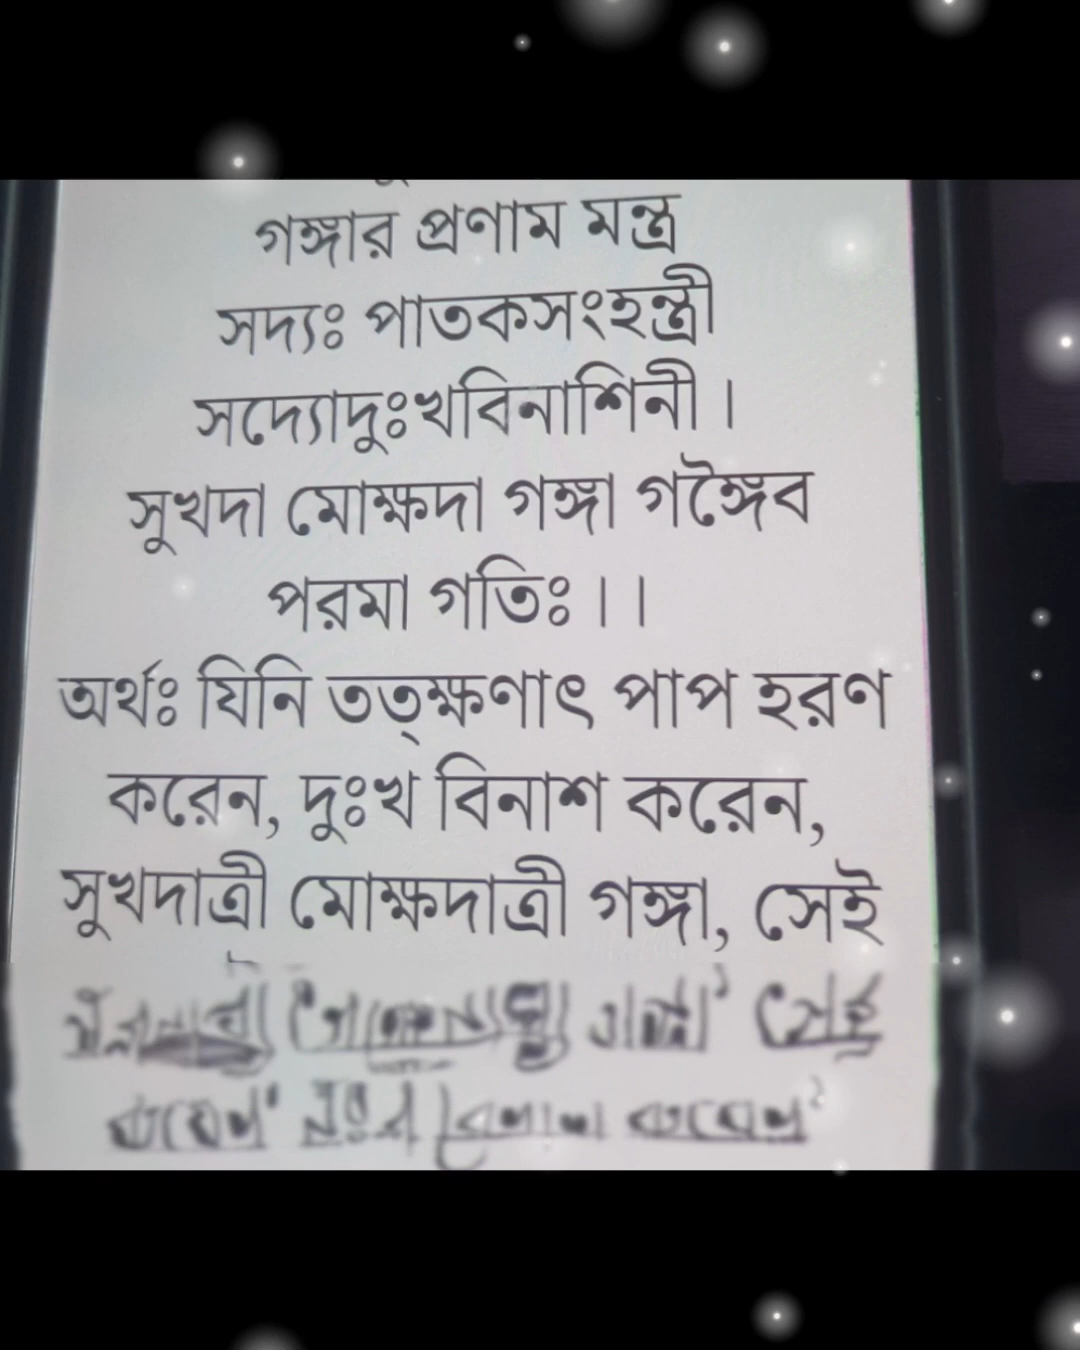 গঙ্গার প্রণাম মন্ত্র
সদ্যঃ পাতকসংহন্ত্রী
সদ্যোদুঃখবিনাশিনী।
সুখদা মোক্ষদা গঙ্গা গঙ্গৈব
পরমা গতিঃ।।
অর্থঃ যিনি তত্ক্ষণাৎ পাপ হরণ
করেন, দুঃখ বিনাশ করেন,
সুখদাত্রী মোক্ষদাত্রী গঙ্গা, সেই